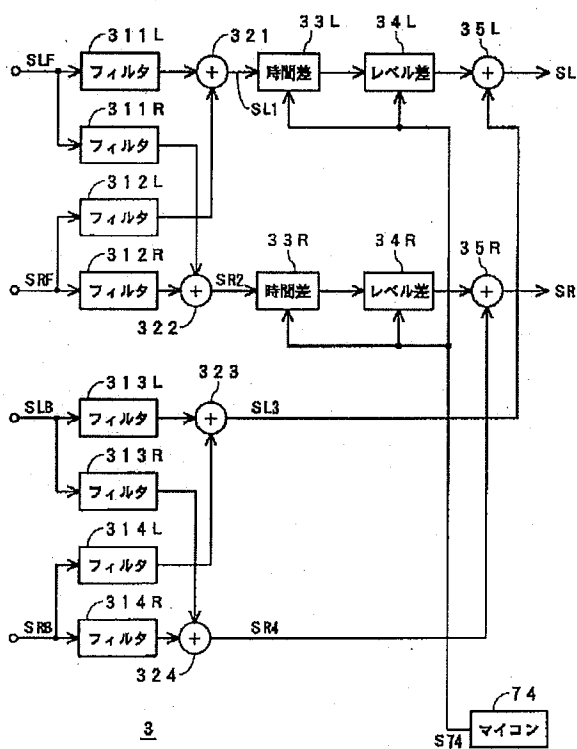 311L
321
33L
34L
35L
SLF
フィルタ
+
SL1
時間差
レベル差
+
SL
311R
フィルタ
312L
フィルタ
312R
33R
34R
35R
SRF
フィルタ
+
SR2
時間差
レベル差
+
SR
322
313L
323
SLB
フィルタ
+
SL3
313R
フィルタ
314L
フィルタ
314R
SRB
フィルタ
+
SR4
324
74
3
S74
マイコン